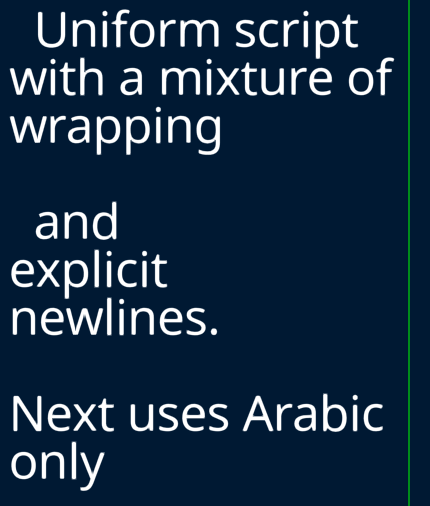 Uniform script
with a mixture of
wrapping

and
explicit
newlines.

Next uses Arabic
only